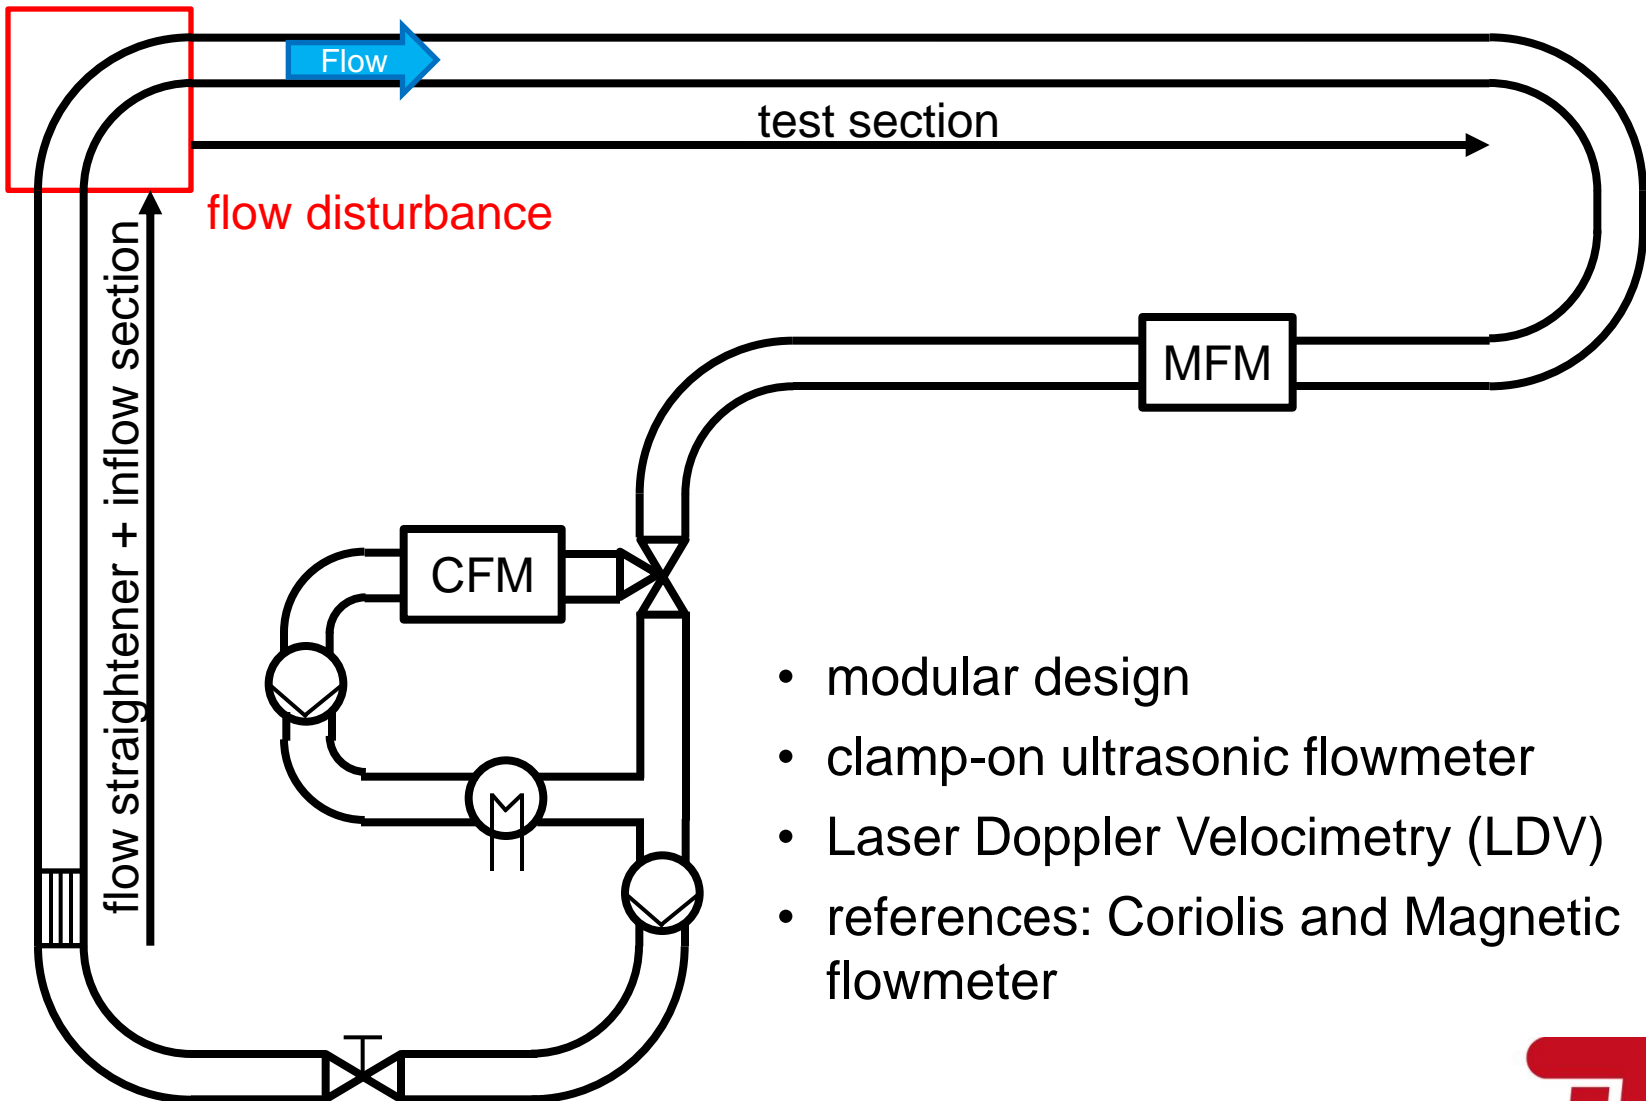 Flow
test section
flow disturbance
flow straightener + inflow section
MFM
CFM
• modular design
• clamp-on ultrasonic flowmeter
• Laser Doppler Velocimetry (LDV)
• references: Coriolis and Magnetic
flowmeter